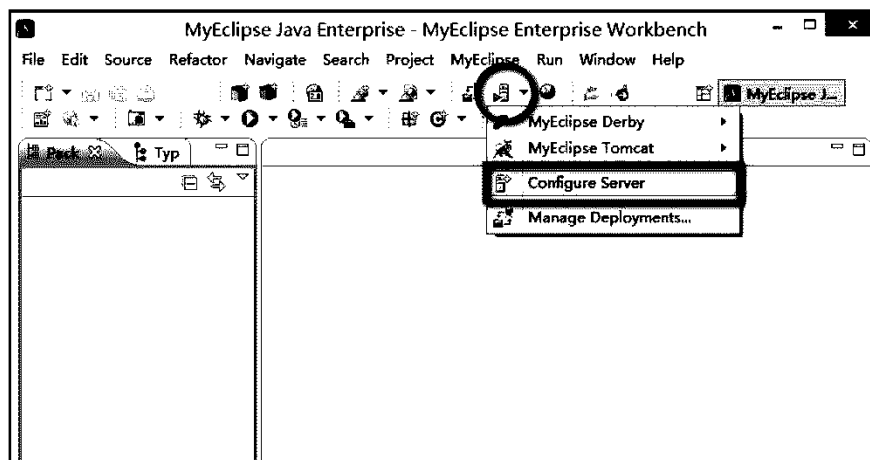 MyEclipse Java Enterprise - MyEclipse Enterprise Workbench
File Edit Source Refactor Navigate Search Project MyEclipse Run Window Help
MyEclipse J...
MyEclipse Derby
Pack Typ
MyEclipse Tomcat
Configure Server
Manage Deployments...